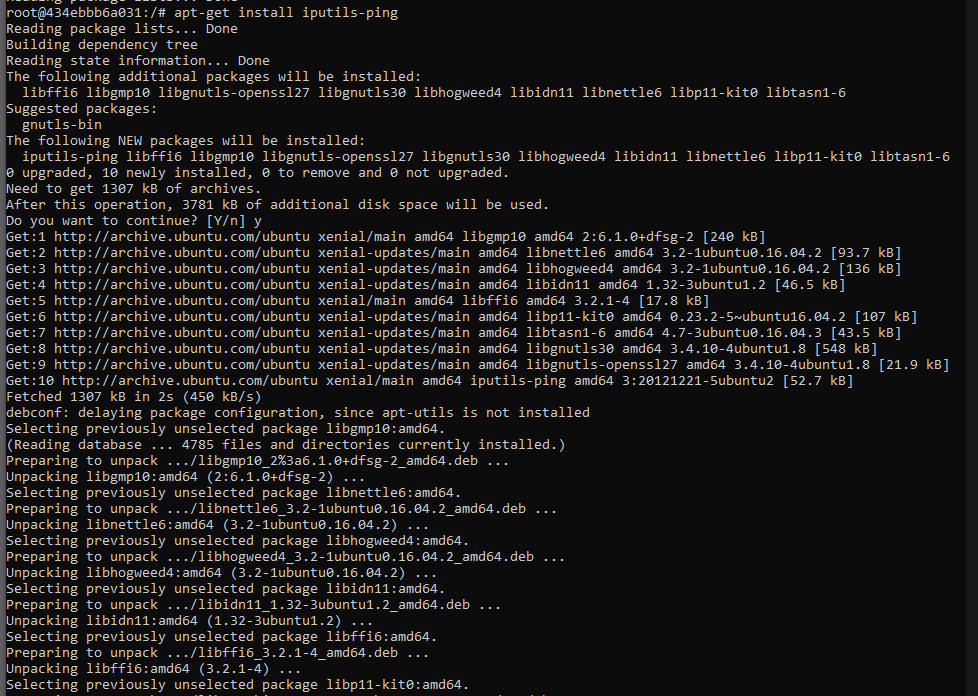 root@434ebbb6a031:/# apt-get install iputils-ping
Reading package lists... Done
Building dependency tree
Reading state information... Done
The following additional packages will be installed:
  libffi6 libgmp10 libgnutls-openssl27 libgnutls30 libhogweed4 libidn11 libnettle6 libp11-kit0 libtasn1-6
Suggested packages:
  gnutls-bin
The following NEW packages will be installed:
  iputils-ping libffi6 libgmp10 libgnutls-openssl27 libgnutls30 libhogweed4 libidn11 libnettle6 libp11-kit0 libtasn1-6
0 upgraded, 10 newly installed, 0 to remove and 0 not upgraded.
Need to get 1307 kB of archives.
After this operation, 3781 kB of additional disk space will be used.
Do you want to continue? [Y/n] y
Get:1 http://archive.ubuntu.com/ubuntu xenial/main amd64 libgmp10 amd64 2:6.1.0+dfsg-2 [240 kB]
Get:2 http://archive.ubuntu.com/ubuntu xenial-updates/main amd64 libnettle6 amd64 3.2-1ubuntu0.16.04.2 [93.7 kB]
Get:3 http://archive.ubuntu.com/ubuntu xenial-updates/main amd64 libhogweed4 amd64 3.2-1ubuntu0.16.04.2 [136 kB]
Get:4 http://archive.ubuntu.com/ubuntu xenial-updates/main amd64 libidn11 amd64 1.32-3ubuntu1.2 [46.5 kB]
Get:5 http://archive.ubuntu.com/ubuntu xenial/main amd64 libffi6 amd64 3.2.1-4 [17.8 kB]
Get:6 http://archive.ubuntu.com/ubuntu xenial-updates/main amd64 libp11-kit0 amd64 0.23.2-5~ubuntu16.04.2 [107 kB]
Get:7 http://archive.ubuntu.com/ubuntu xenial-updates/main amd64 libtasn1-6 amd64 4.7-3ubuntu0.16.04.3 [43.5 kB]
Get:8 http://archive.ubuntu.com/ubuntu xenial-updates/main amd64 libgnutls30 amd64 3.4.10-4ubuntu1.8 [548 kB]
Get:9 http://archive.ubuntu.com/ubuntu xenial-updates/main amd64 libgnutls-openssl27 amd64 3.4.10-4ubuntu1.8 [21.9 kB]
Get:10 http://archive.ubuntu.com/ubuntu xenial/main amd64 iputils-ping amd64 3:20121221-5ubuntu2 [52.7 kB]
Fetched 1307 kB in 2s (450 kB/s)
debconf: delaying package configuration, since apt-utils is not installed
Selecting previously unselected package libgmp10:amd64.
(Reading database ... 4785 files and directories currently installed.)
Preparing to unpack .../libgmp10_2%3a6.1.0+dfsg-2_amd64.deb ...
Unpacking libgmp10:amd64 (2:6.1.0+dfsg-2) ...
Selecting previously unselected package libnettle6:amd64.
Preparing to unpack .../libnettle6_3.2-1ubuntu0.16.04.2_amd64.deb ...
Unpacking libnettle6:amd64 (3.2-1ubuntu0.16.04.2) ...
Selecting previously unselected package libhogweed4:amd64.
Preparing to unpack .../libhogweed4_3.2-1ubuntu0.16.04.2_amd64.deb ...
Unpacking libhogweed4:amd64 (3.2-1ubuntu0.16.04.2) ...
Selecting previously unselected package libidn11:amd64.
Preparing to unpack .../libidn11_1.32-3ubuntu1.2_amd64.deb ...
Unpacking libidn11:amd64 (1.32-3ubuntu1.2) ...
Selecting previously unselected package libffi6:amd64.
Preparing to unpack .../libffi6_3.2.1-4_amd64.deb ...
Unpacking libffi6:amd64 (3.2.1-4) ...
Selecting previously unselected package libp11-kit0:amd64.